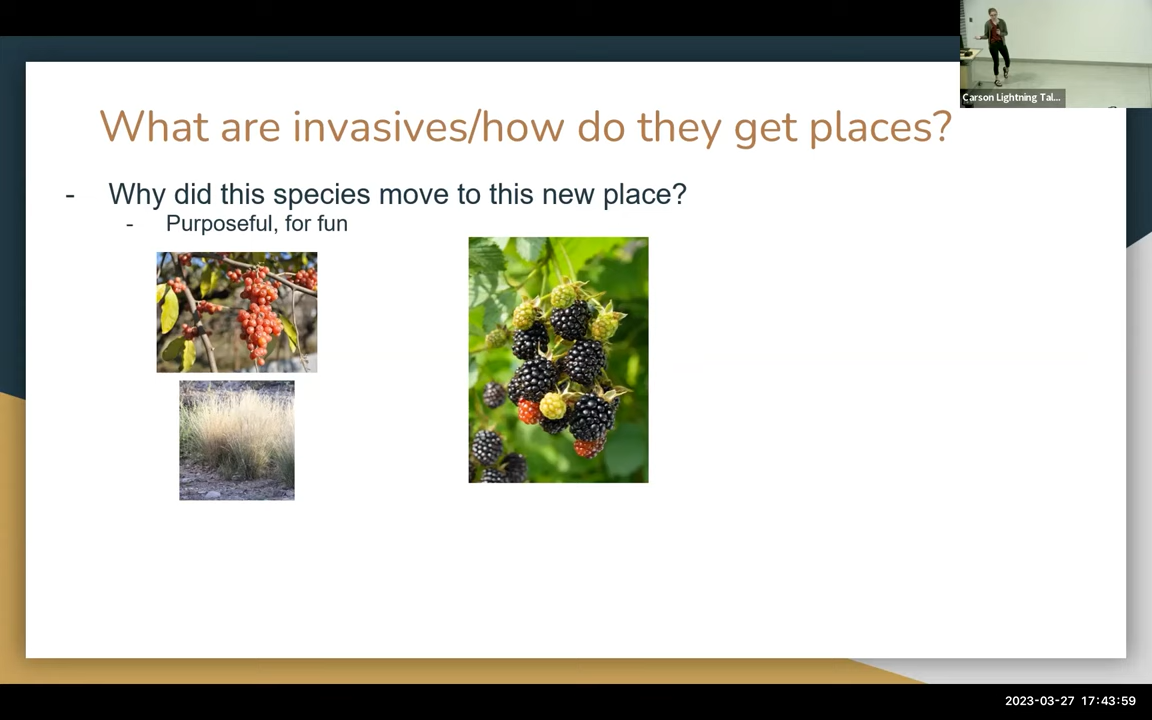 Carson Lightning Tal...
What are invasives/how do they get places?
- Why did this species move to this new place?
- Purposeful, for fun
2023-03-27 17:43:59